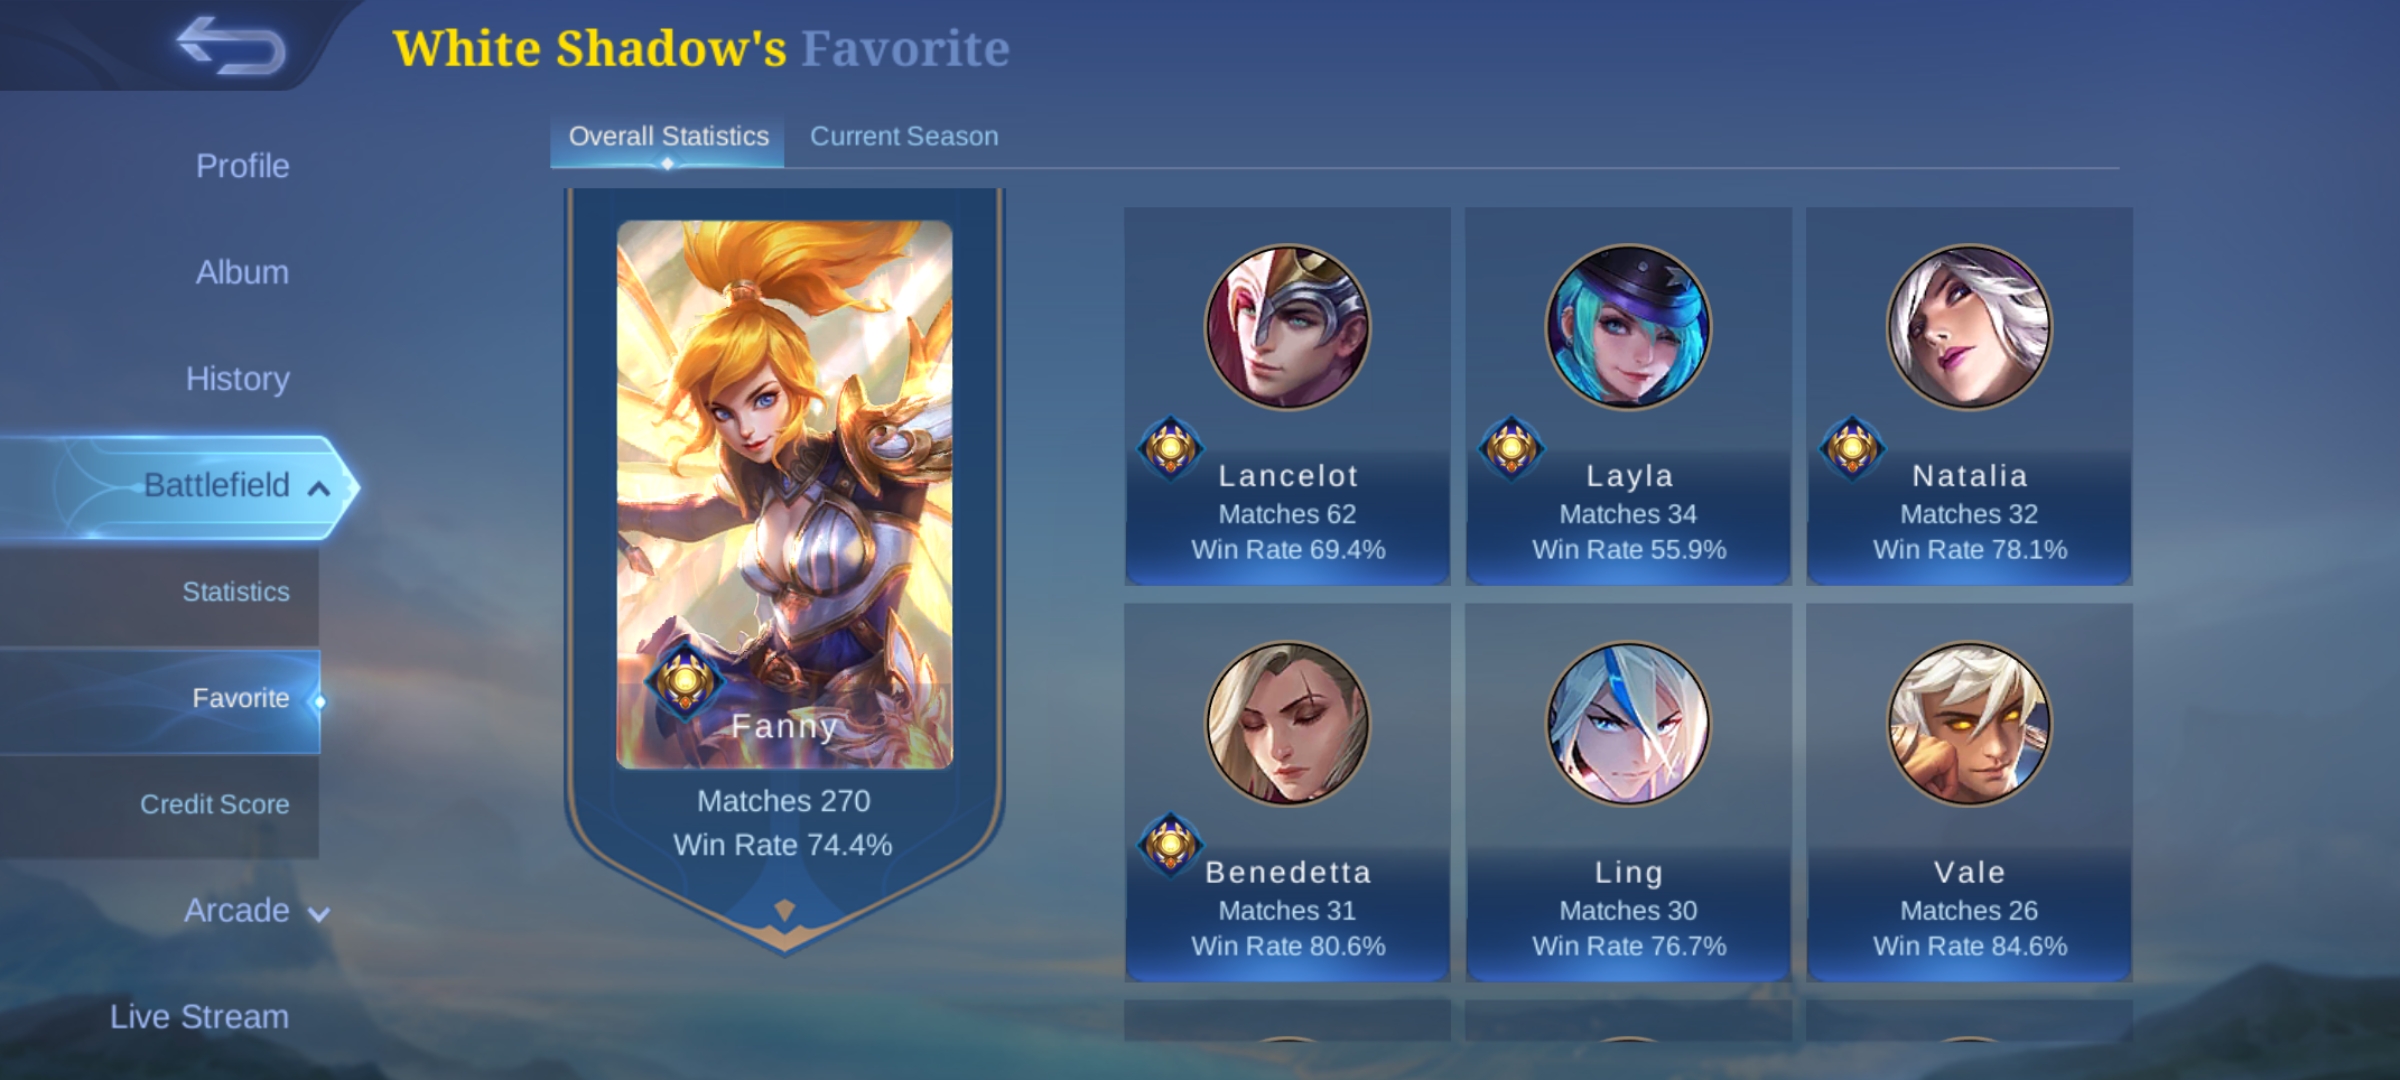 White Shadow's Favorite
Overall Statistics
Current Season
Profile
Album
History
Battlefield
Statistics
Favorite
Credit Score
Arcade
Live Stream
Fanny
Matches 270
Win Rate 74.4%
Lancelot
Matches 62
Win Rate 69.4%
Layla
Matches 34
Win Rate 55.9%
Natalia
Matches 32
Win Rate 78.1%
Benedetta
Matches 31
Win Rate 80.6%
Ling
Matches 30
Win Rate 76.7%
Vale
Matches 26
Win Rate 84.6%